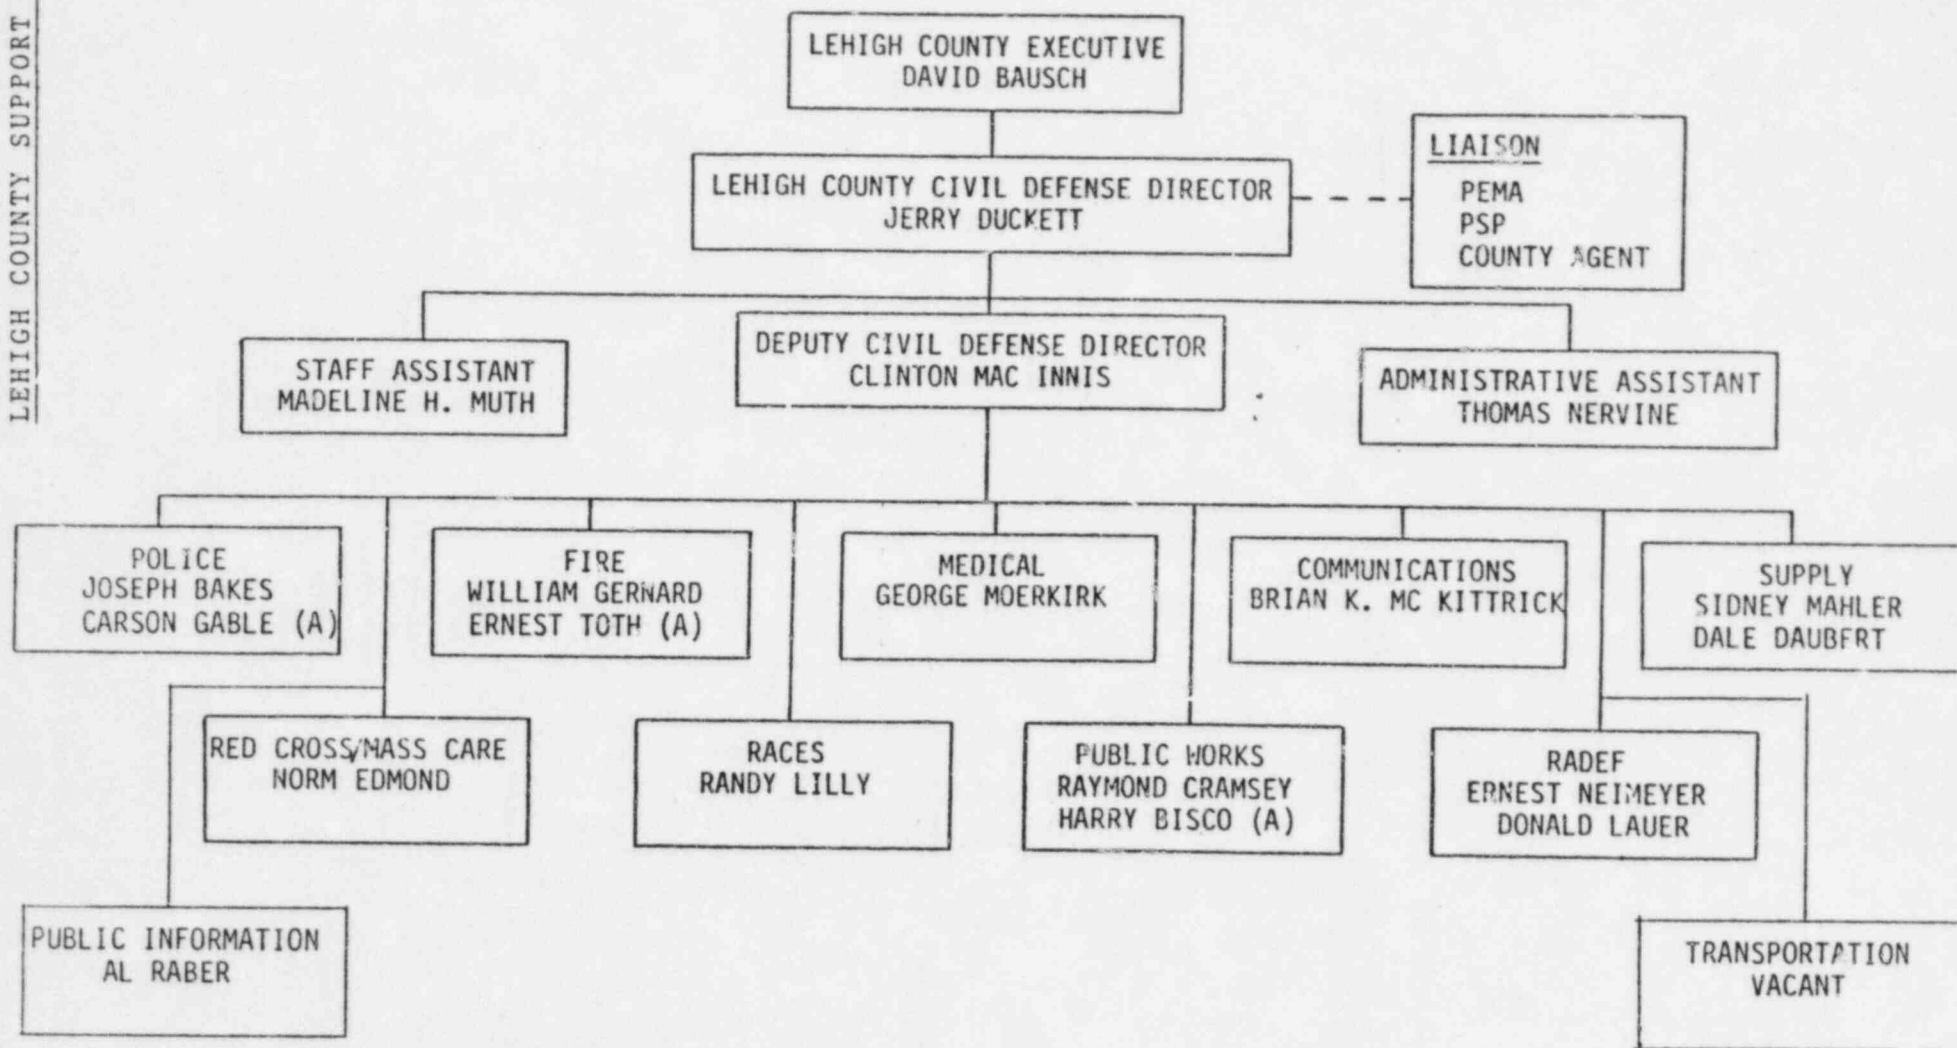 LEHIGH COUNTY SUPPORT
LEHIGH COUNTY EXECUTIVE
DAVID BAUSCH
LEHIGH COUNTY CIVIL DEFENSE DIRECTOR
JERRY DUCKETT
LIAISON
PEMA
PSP
COUNTY AGENT
STAFF ASSISTANT
MADELINE H. MUTH
DEPUTY CIVIL DEFENSE DIRECTOR
CLINTON MAC INNIS
ADMINISTRATIVE ASSISTANT
THOMAS NERVINE
POLICE
JOSEPH BAKES
CARSON GABLE (A)
FIRE
WILLIAM GERNARD
ERNEST TOTH (A)
MEDICAL
GEORGE MOERKIRK
COMMUNICATIONS
BRIAN K. MC KITTRICK
SUPPLY
SIDNEY MAHLER
DALE DAUBERT
RED CROSS/MASS CARE
NORM EDMOND
RACES
RANDY LILLY
PUBLIC WORKS
RAYMOND CRAMSEY
HARRY BISCO (A)
RADEF
ERNEST NEIMEYER
DONALD LAUER
PUBLIC INFORMATION
AL RABER
TRANSPORTATION
VACANT